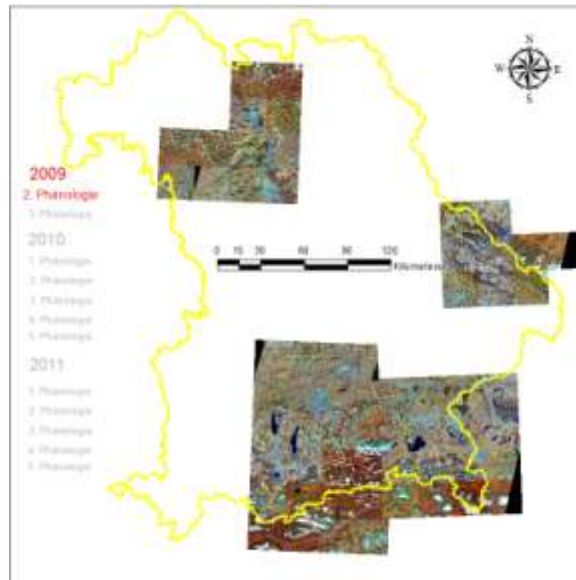 N
W E
S
2009
2. Phänologie
3. Phänologie
2010
1. Phänologie
2. Phänologie
3. Phänologie
4. Phänologie
5. Phänologie
0 15 30 60 90 120
Kilometers
2011
1. Phänologie
2. Phänologie
3. Phänologie
4. Phänologie
5. Phänologie